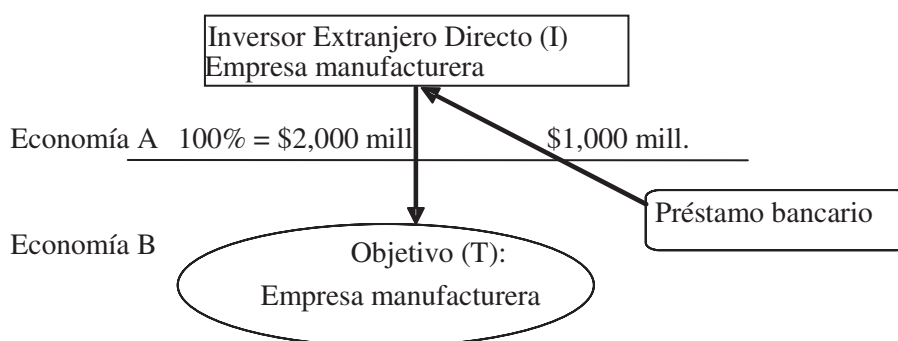 Inversor Extranjero Directo (I)
Empresa manufacturera
Economía A 100% = $2,000 mill $1,000 mill.
Préstamo bancario
Economía B
Objetivo (T):
Empresa manufacturera